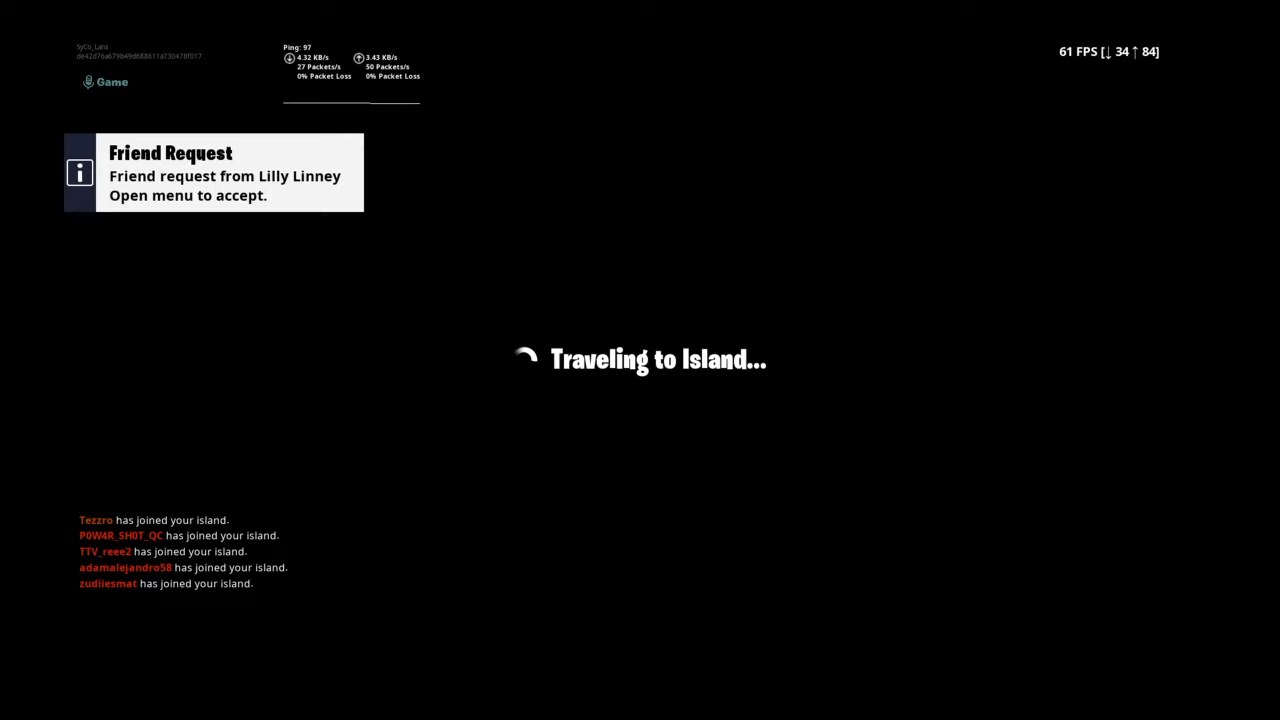 SyCo_Lans
Game
Ping: 97
4.32 KB/s
3.43 KB/s
27 Packets/s
50 Packets/s
0% Packet Loss
0% Packet Loss
61 FPS [↓ 34 ↑ 84]
Friend Request
Friend request from Lilly Linney
Open menu to accept.
Traveling to Island...
Tezzro has joined your island.
P0W4R_SH0T_QC has joined your island.
TTV_reee2 has joined your island.
adamalejandro58 has joined your island.
zudiiesmat has joined your island.